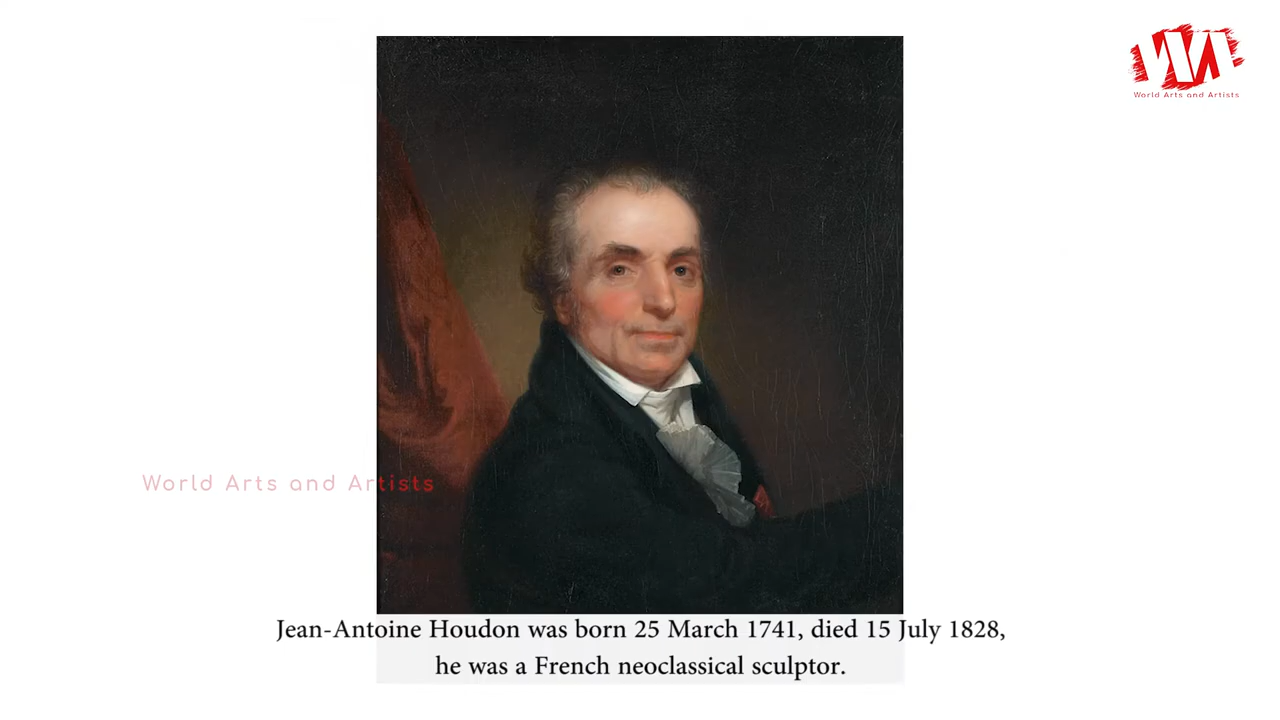 World Arts and Artists
World Arts and Artists
Jean-Antoine Houdon was born 25 March 1741, died 15 July 1828,
he was a French neoclassical sculptor.